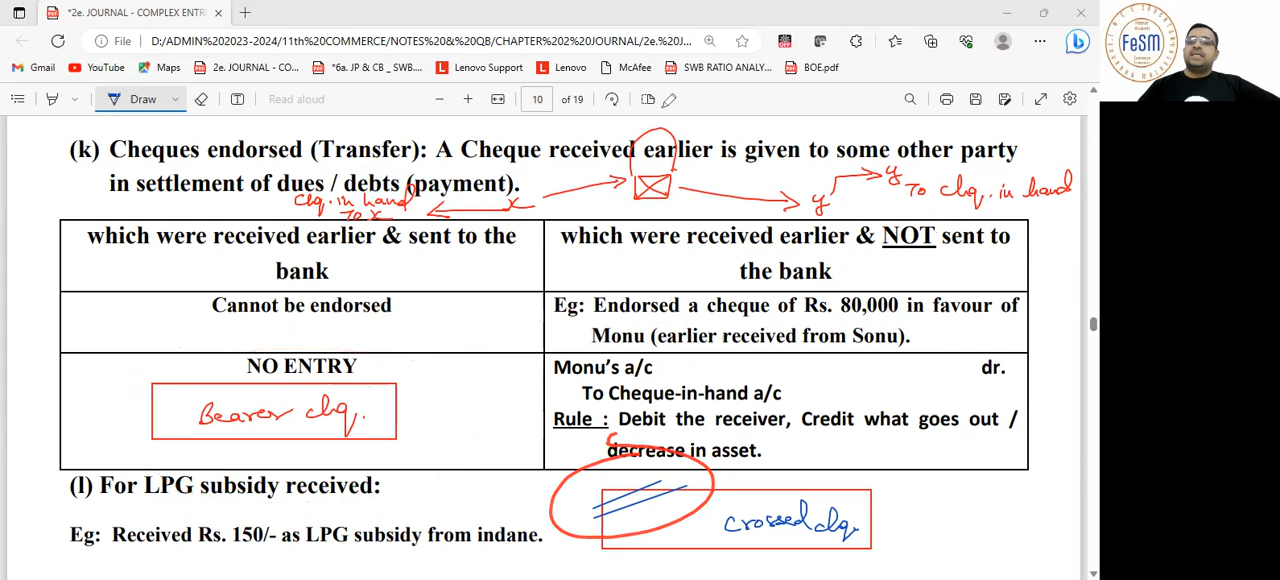 *2e. JOURNAL - COMPLEX ENTR
File
D:/ADMIN%202023-2024/11th%20COMMERCE/NOTES%20&%20QB/CHAPTER%202%20JOURNAL/2e.%20J...
Gmail YouTube Maps 2e. JOURNAL - CO... *6a. JP & CB _ SWB.... Lenovo Support Lenovo McAfee SWB RATIO ANALY... BOE.pdf
Draw Read aloud 10 of 19
FeSM
(k) Cheques endorsed (Transfer): A Cheque received earlier is given to some other party
in settlement of dues / debts (payment).
Chq. in hand
To x
x
y
y
To chq. in hand
which were received earlier & sent to the
bank
which were received earlier & NOT sent to
the bank
Cannot be endorsed
Eg: Endorsed a cheque of Rs. 80,000 in favour of
Monu (earlier received from Sonu).
NO ENTRY
Bearer chq.
Monu's a/c dr.
To Cheque-in-hand a/c
Rule : Debit the receiver, Credit what goes out /
decrease in asset.
(l) For LPG subsidy received:
crossed chq.
Eg: Received Rs. 150/- as LPG subsidy from indane.